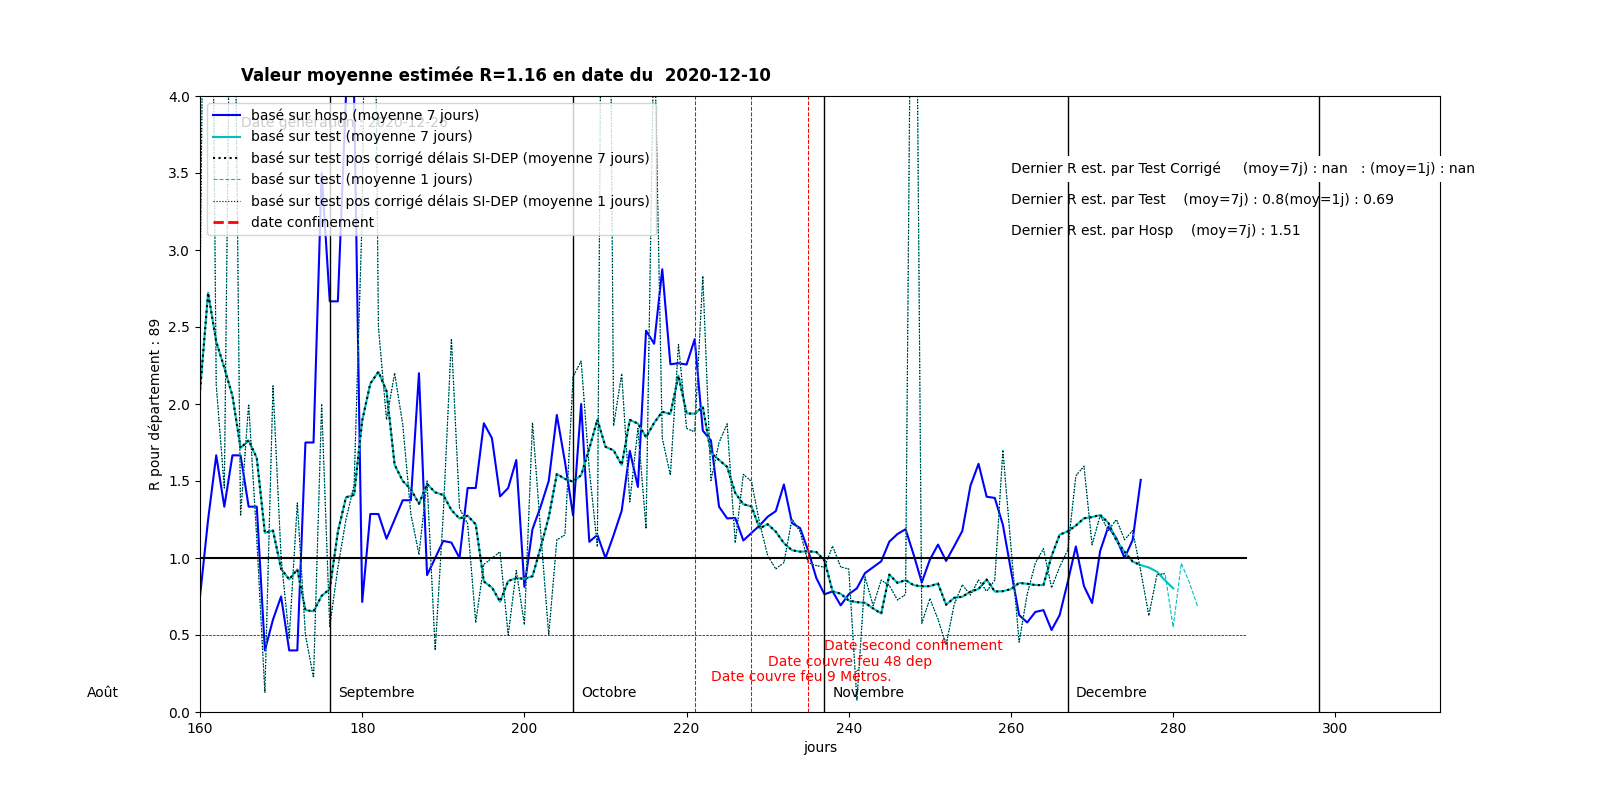 Valeur moyenne estimée R=1.16 en date du 2020-12-10
basé sur hosp (moyenne 7 jours)
basé sur test (moyenne 7 jours)
basé sur test pos corrigé délais SI-DEP (moyenne 7 jours)
basé sur test (moyenne 1 jours)
basé sur test pos corrigé délais SI-DEP (moyenne 1 jours)
date confinement
Dernier R est. par Test Corrigé (moy=7j) : nan : (moy=1j) : nan
Dernier R est. par Test (moy=7j) : 0.8(moy=1j) : 0.69
Dernier R est. par Hosp (moy=7j) : 1.51
4.0
3.5
3.0
2.5
2.0
1.5
1.0
0.5
0.0
R pour département : 89
Date second confinement
Date couvre feu 48 dep
Date couvre feu 9 Métros.
Août
Septembre
Octobre
Novembre
Decembre
160 180 200 220 240 260 280 300
jours